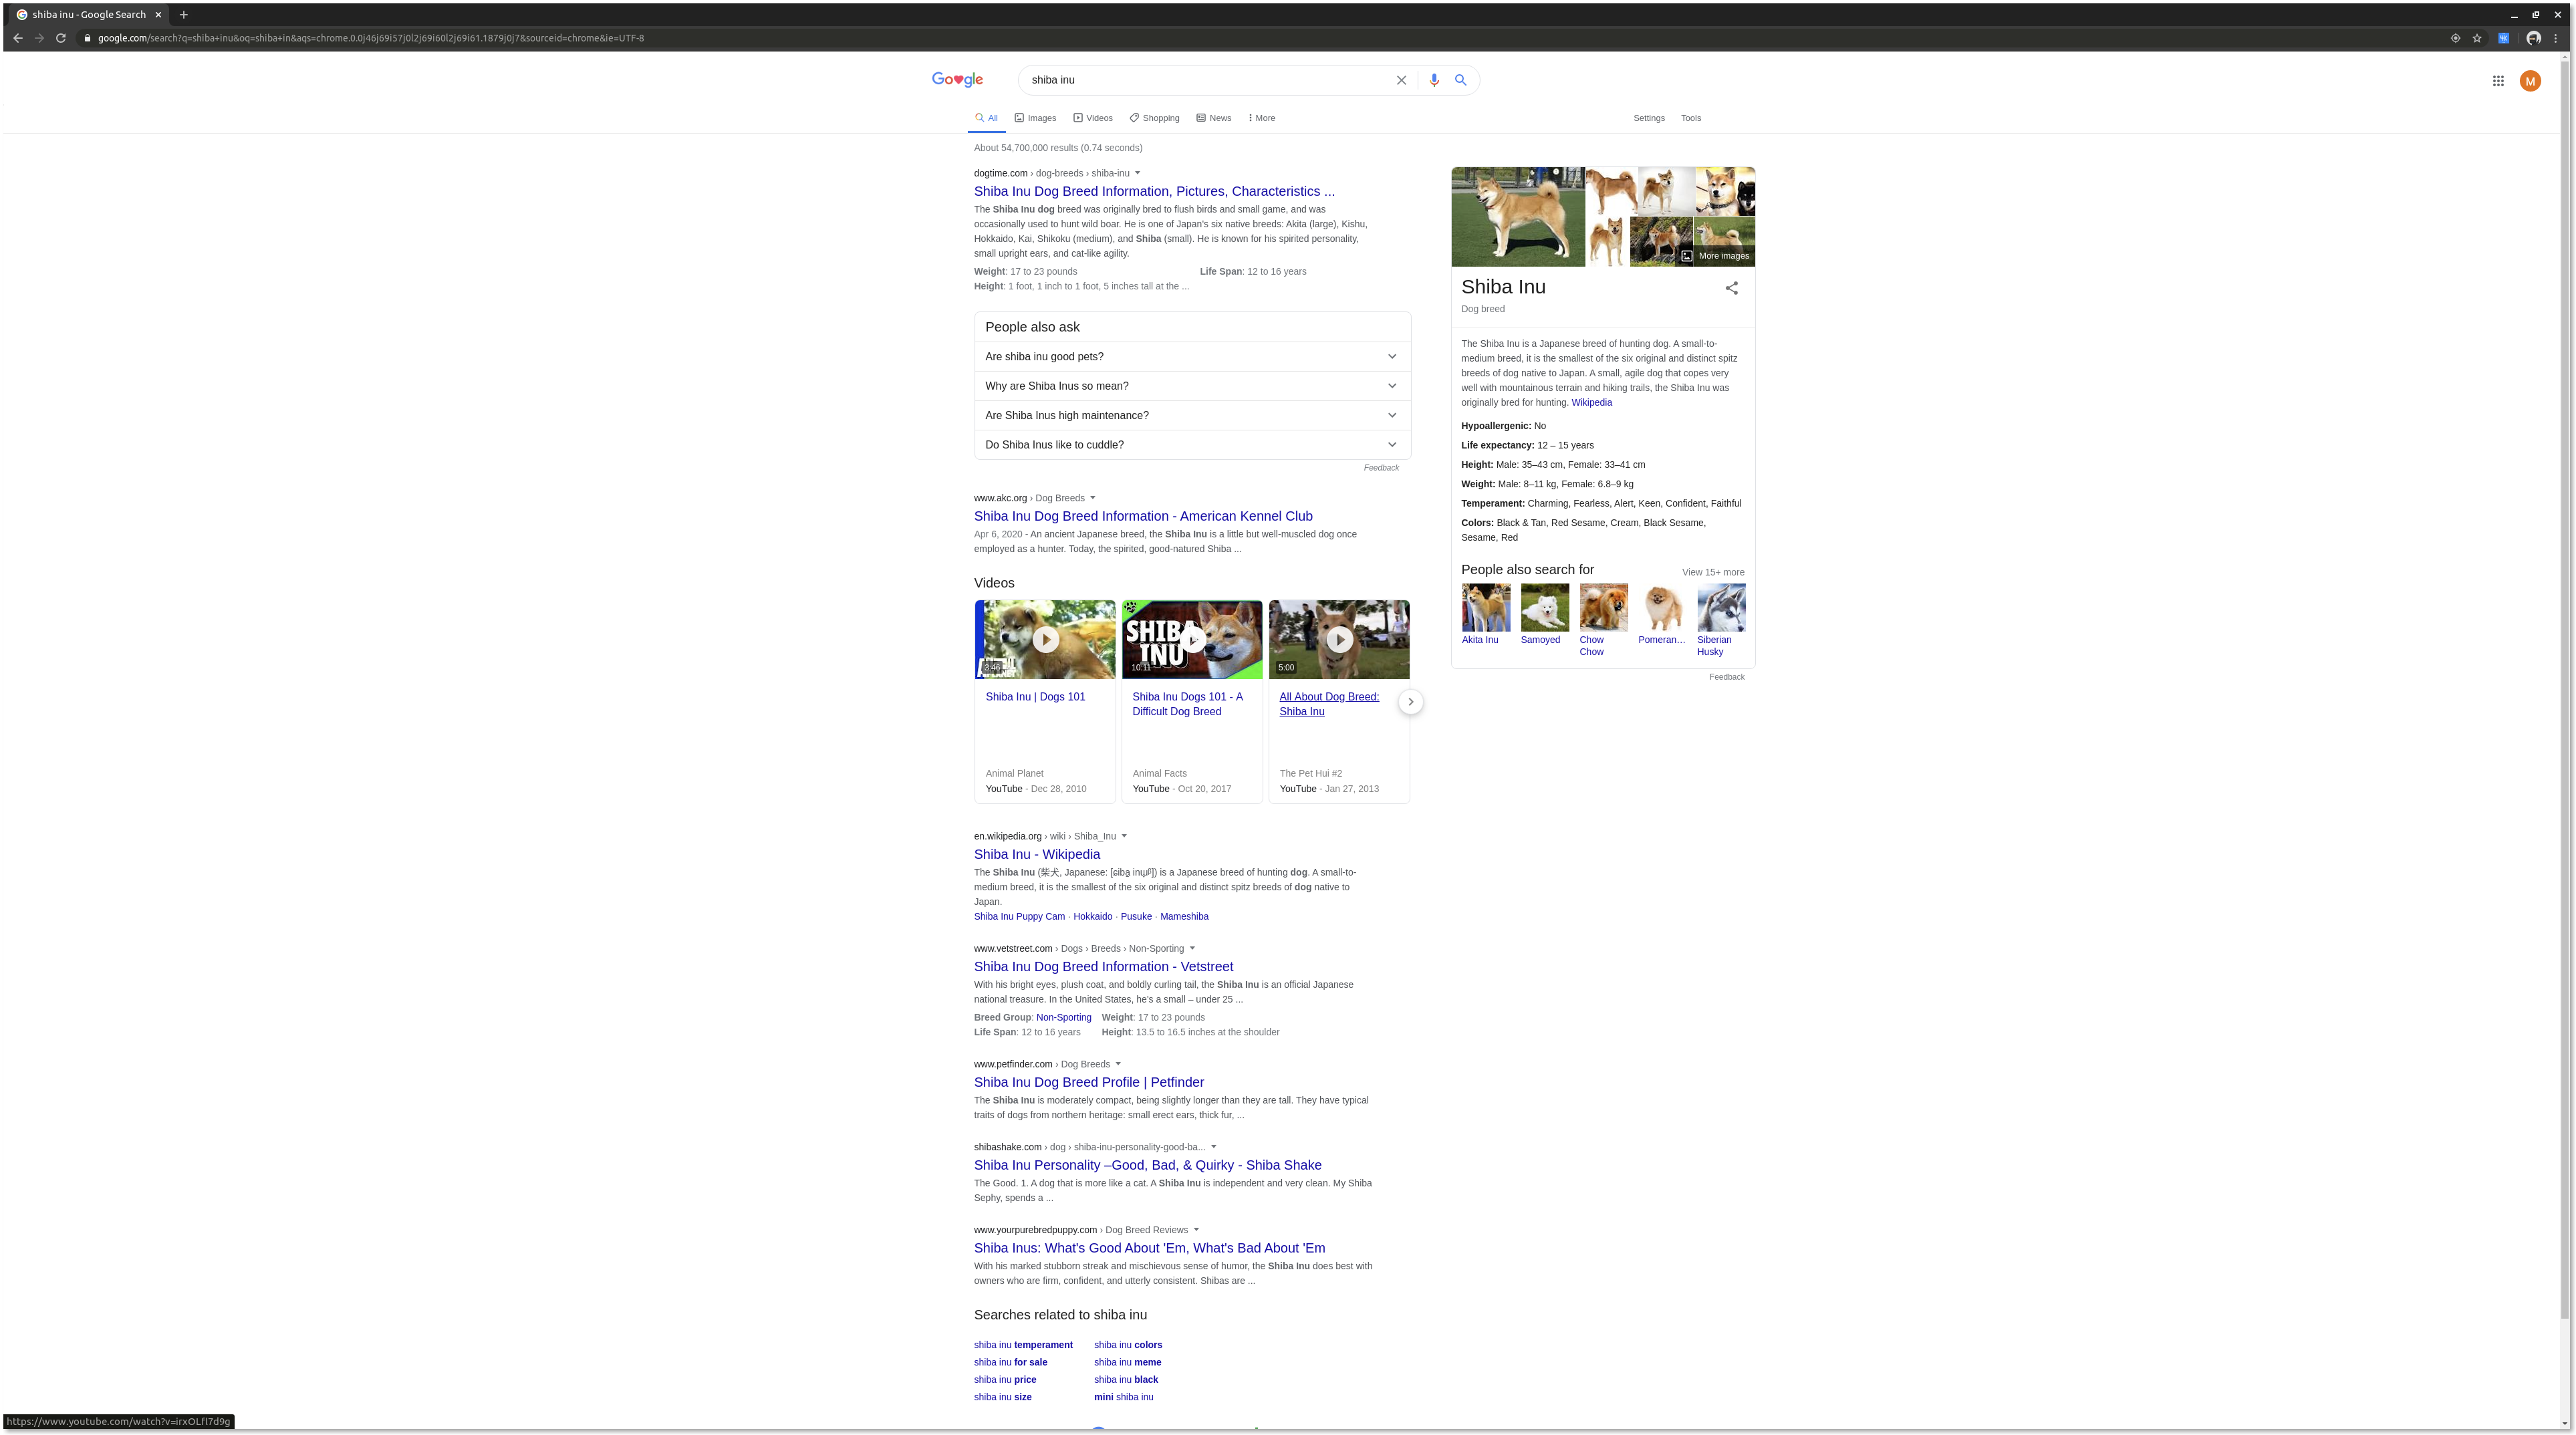 shiba inu - Google Search
google.com/search?q=shiba+inu&oq=shiba+in&aqs=chrome.0.0j46j69i57j0l2j69i60l2j69i61.1879j0j7&sourceid=chrome&ie=UTF-8
Google
shiba inu
M
All Images Videos Shopping News More Settings Tools
About 54,700,000 results (0.74 seconds)
dogtime.com › dog-breeds › shiba-inu
Shiba Inu Dog Breed Information, Pictures, Characteristics ...
The Shiba Inu dog breed was originally bred to flush birds and small game, and was
occasionally used to hunt wild boar. He is one of Japan's six native breeds: Akita (large), Kishu,
Hokkaido, Kai, Shikoku (medium), and Shiba (small). He is known for his spirited personality,
small upright ears, and cat-like agility.
Weight: 17 to 23 pounds Life Span: 12 to 16 years
Height: 1 foot, 1 inch to 1 foot, 5 inches tall at the ...
People also ask
Are shiba inu good pets?
Why are Shiba Inus so mean?
Are Shiba Inus high maintenance?
Do Shiba Inus like to cuddle?
Feedback
www.akc.org › Dog Breeds
Shiba Inu Dog Breed Information - American Kennel Club
Apr 6, 2020 - An ancient Japanese breed, the Shiba Inu is a little but well-muscled dog once
employed as a hunter. Today, the spirited, good-natured Shiba ...
Videos
3:46
SHIBA
INU
10:11
5:00
Shiba Inu | Dogs 101
Animal Planet
YouTube - Dec 28, 2010
Shiba Inu Dogs 101 - A
Difficult Dog Breed
Animal Facts
YouTube - Oct 20, 2017
All About Dog Breed:
Shiba Inu
The Pet Hui #2
YouTube - Jan 27, 2013
en.wikipedia.org › wiki › Shiba_Inu
Shiba Inu - Wikipedia
The Shiba Inu (柴犬, Japanese: [ɕiba̠ inɯᵝ]) is a Japanese breed of hunting dog. A small-to-
medium breed, it is the smallest of the six original and distinct spitz breeds of dog native to
Japan.
Shiba Inu Puppy Cam · Hokkaido · Pusuke · Mameshiba
www.vetstreet.com › Dogs › Breeds › Non-Sporting
Shiba Inu Dog Breed Information - Vetstreet
With his bright eyes, plush coat, and boldly curling tail, the Shiba Inu is an official Japanese
national treasure. In the United States, he's a small – under 25 ...
Breed Group: Non-Sporting Weight: 17 to 23 pounds
Life Span: 12 to 16 years Height: 13.5 to 16.5 inches at the shoulder
www.petfinder.com › Dog Breeds
Shiba Inu Dog Breed Profile | Petfinder
The Shiba Inu is moderately compact, being slightly longer than they are tall. They have typical
traits of dogs from northern heritage: small erect ears, thick fur, ...
shibashake.com › dog › shiba-inu-personality-good-ba...
Shiba Inu Personality –Good, Bad, & Quirky - Shiba Shake
The Good. 1. A dog that is more like a cat. A Shiba Inu is independent and very clean. My Shiba
Sephy, spends a ...
www.yourpurebredpuppy.com › Dog Breed Reviews
Shiba Inus: What's Good About 'Em, What's Bad About 'Em
With his marked stubborn streak and mischievous sense of humor, the Shiba Inu does best with
owners who are firm, confident, and utterly consistent. Shibas are ...
Searches related to shiba inu
shiba inu temperament shiba inu colors
shiba inu for sale shiba inu meme
shiba inu price shiba inu black
shiba inu size mini shiba inu
More images
Shiba Inu
Dog breed
The Shiba Inu is a Japanese breed of hunting dog. A small-to-
medium breed, it is the smallest of the six original and distinct spitz
breeds of dog native to Japan. A small, agile dog that copes very
well with mountainous terrain and hiking trails, the Shiba Inu was
originally bred for hunting. Wikipedia
Hypoallergenic: No
Life expectancy: 12 – 15 years
Height: Male: 35–43 cm, Female: 33–41 cm
Weight: Male: 8–11 kg, Female: 6.8–9 kg
Temperament: Charming, Fearless, Alert, Keen, Confident, Faithful
Colors: Black & Tan, Red Sesame, Cream, Black Sesame,
Sesame, Red
People also search for View 15+ more
Akita Inu
Samoyed
Chow
Chow
Pomeran...
Siberian
Husky
Feedback
https://www.youtube.com/watch?v=irxOLfl7d9g